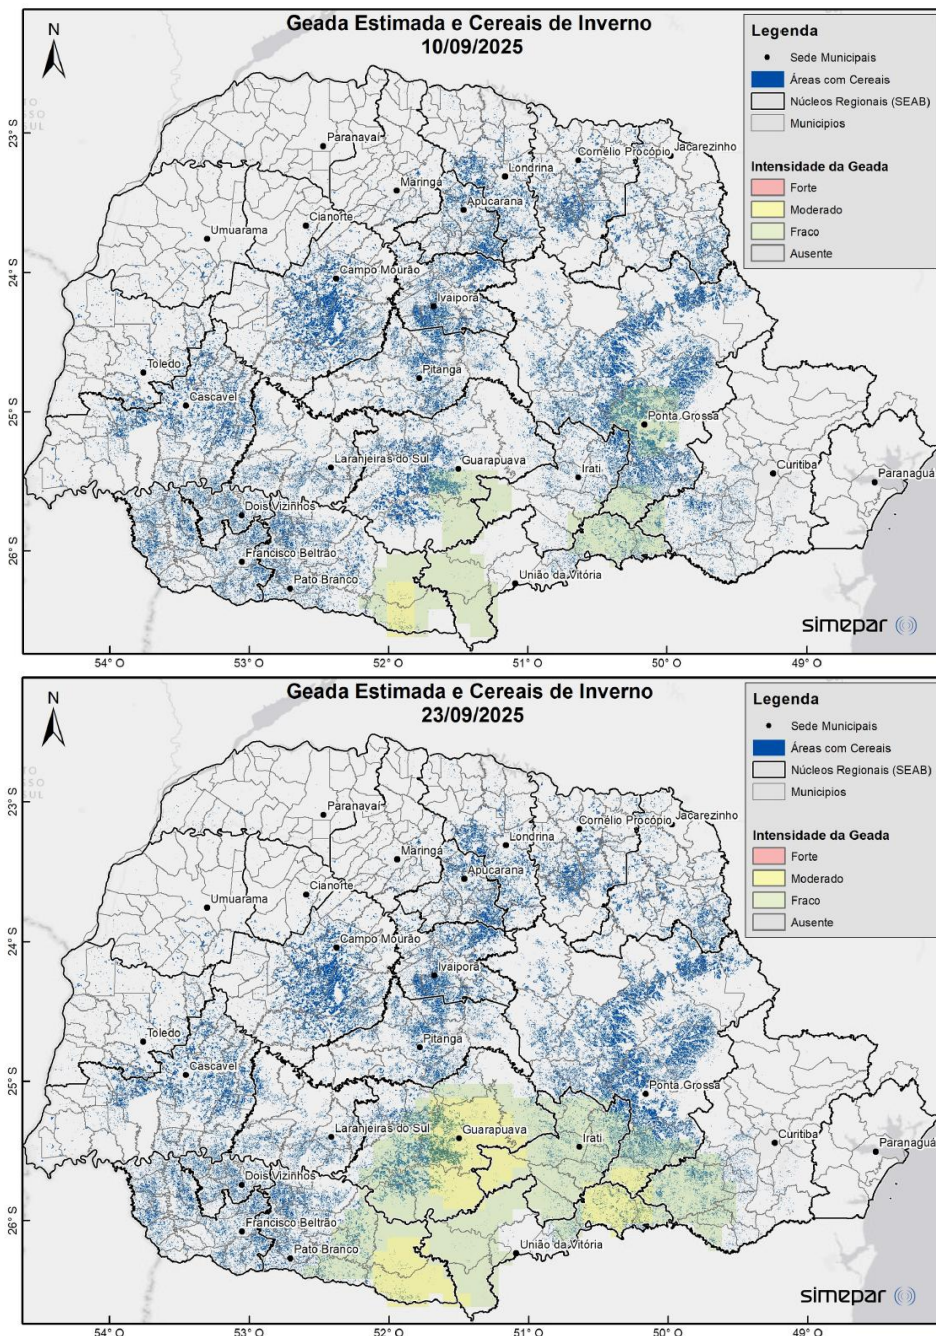 Geada Estimada e Cereais de Inverno
10/09/2025
N
Legenda
Sede Municipais
Áreas com Cereais
Núcleos Regionais (SEAB)
Municipios
Intensidade da Geada
Forte
Moderado
Fraco
Ausente
23° S
24° S
25° S
26° S
Paranavaí
Maringá
Londrina
Cornélio Procópio
Jacarezinho
Apucarana
Cianorte
Umuarama
Campo Mourão
Ivaiporã
Toledo
Pitanga
Cascavel
Ponta Grossa
Laranjeiras do Sul
Guarapuava
Irati
Curitiba
Paranaguá
Dois Vizinhos
Francisco Beltrão
Pato Branco
União da Vitória
simepar
54° O
53° O
52° O
51° O
50° O
49° O
Geada Estimada e Cereais de Inverno
23/09/2025
N
Legenda
Sede Municipais
Áreas com Cereais
Núcleos Regionais (SEAB)
Municipios
Intensidade da Geada
Forte
Moderado
Fraco
Ausente
23° S
24° S
25° S
26° S
Paranavaí
Maringá
Londrina
Cornélio Procópio
Jacarezinho
Apucarana
Cianorte
Umuarama
Campo Mourão
Ivaiporã
Toledo
Pitanga
Cascavel
Ponta Grossa
Laranjeiras do Sul
Guarapuava
Irati
Curitiba
Paranaguá
Dois Vizinhos
Francisco Beltrão
Pato Branco
União da Vitória
simepar
54° O
53° O
52° O
51° O
50° O
49° O